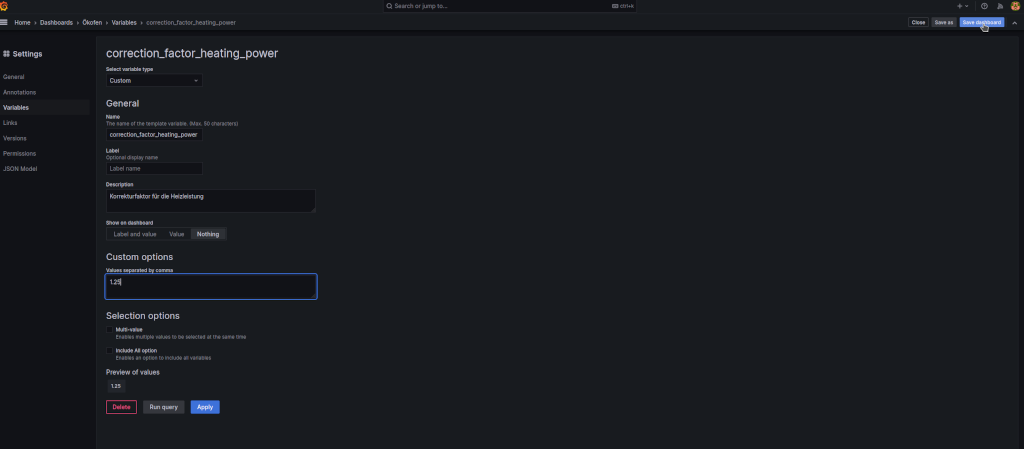 Search or jump to...
ctrl+k
Home › Dashboards › Ökofen › Variables › correction_factor_heating_power
Close
Save as
Save dashboard
Settings
General
Annotations
Variables
Links
Versions
Permissions
JSON Model
correction_factor_heating_power
Select variable type
Custom
General
Name
The name of the template variable. (Max. 50 characters)
correction_factor_heating_power
Label
Optional display name
Label name
Description
Korrekturfaktor für die Heizleistung
Show on dashboard
Label and value
Value
Nothing
Custom options
Values separated by comma
1.25
Selection options
Multi-value
Enables multiple values to be selected at the same time
Include All option
Enables an option to include all variables
Preview of values
1.25
Delete
Run query
Apply